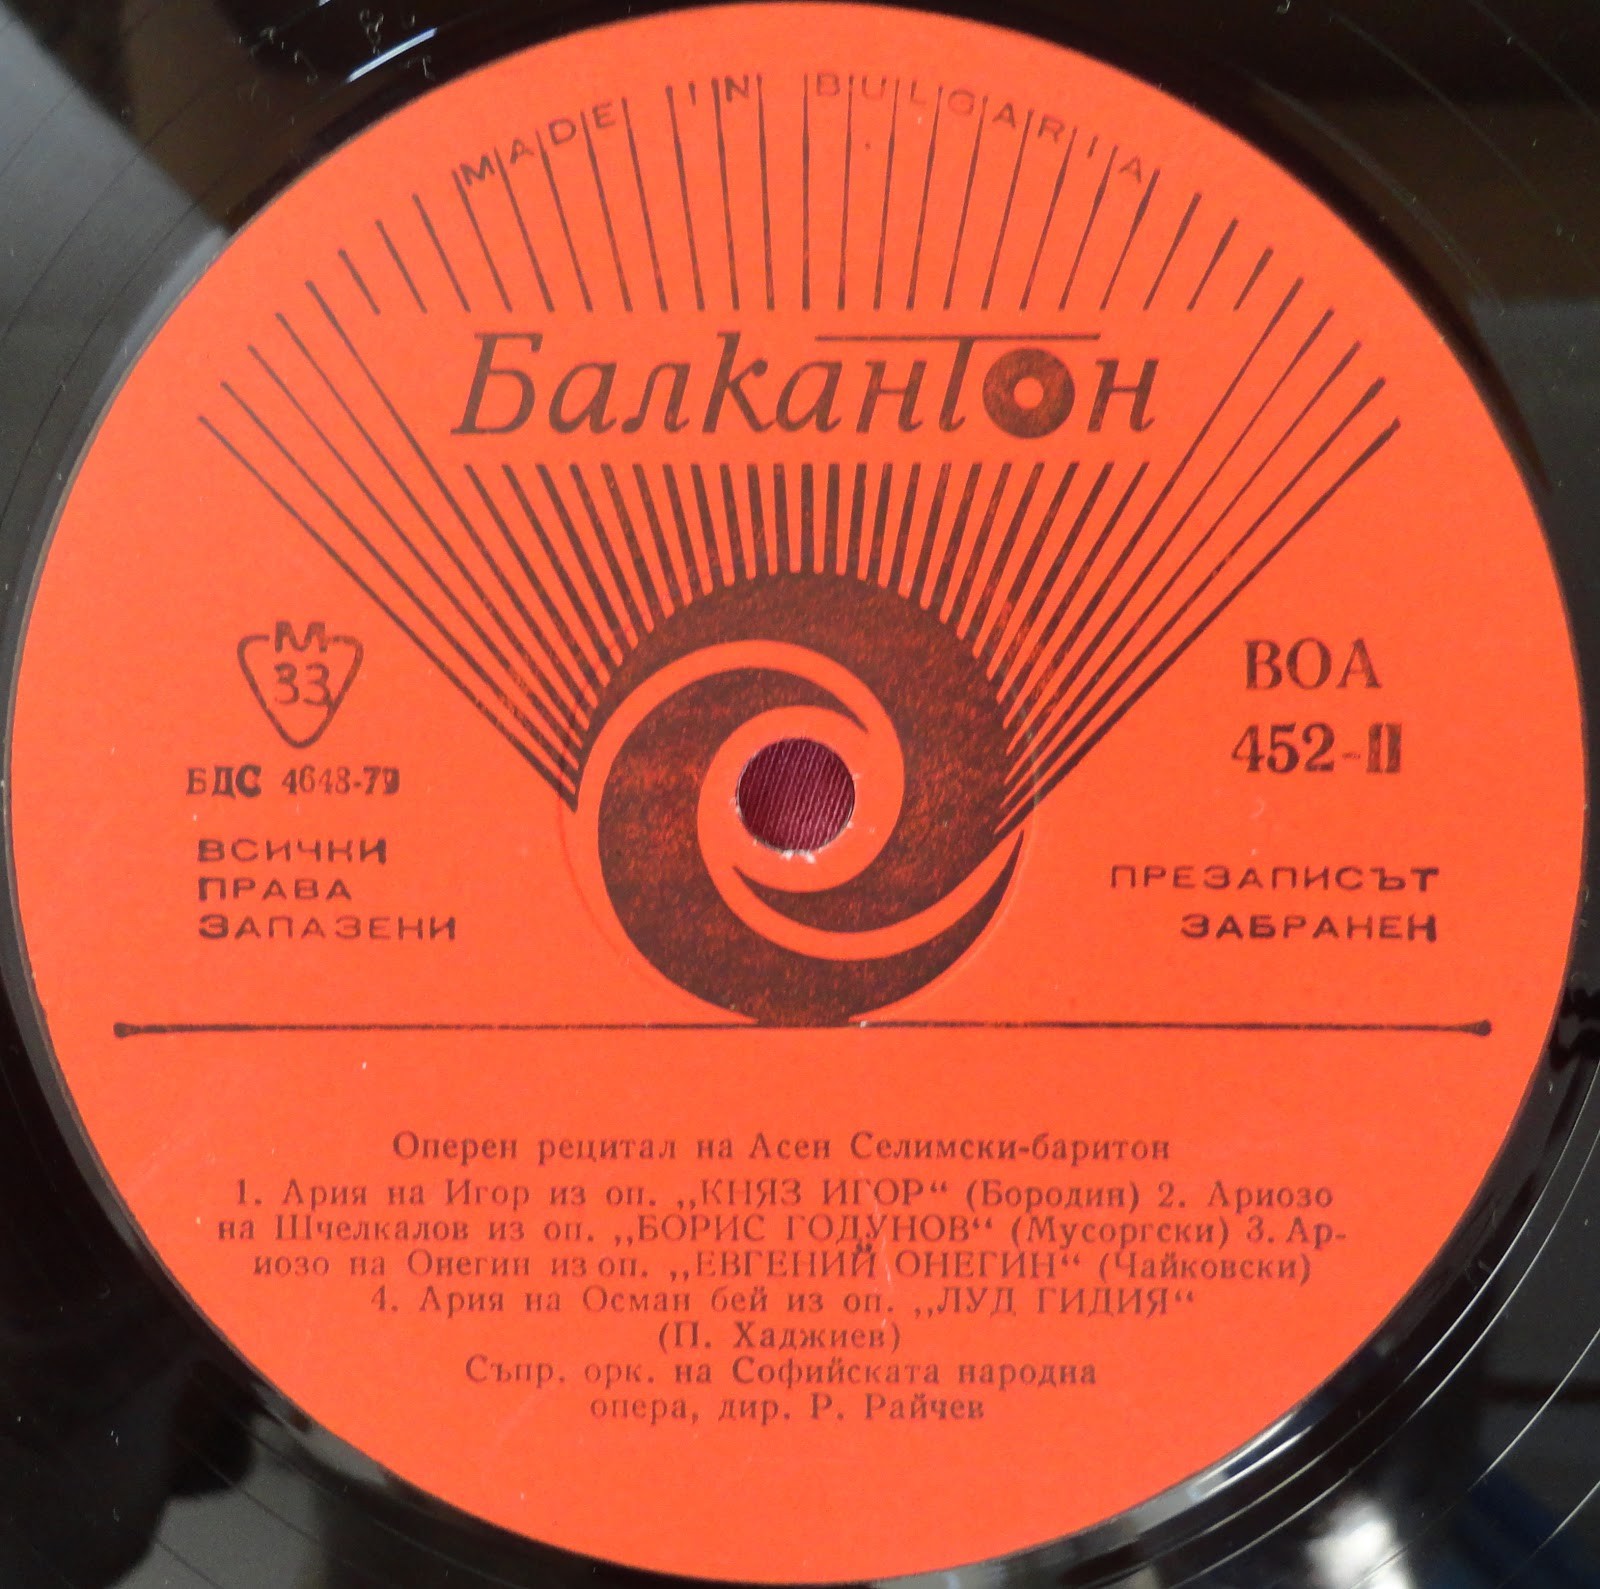 MADE IN BULGARIA
Балкантон
М
33
БДС 4643-79
ВСИЧКИ
ПРАВА
ЗАПАЗЕНИ
ВОА
452-II
ПРЕЗАПИСЪТ
ЗАБРАНЕН
Оперен рецитал на Асен Селимски-баритон
1. Ария на Игор из оп. „КНЯЗ ИГОР“ (Бородин) 2. Ариозо
на Шчелкалов из оп. „БОРИС ГОДУНОВ“ (Мусоргски) 3. Ар-
иозо на Онегин из оп. „ЕВГЕНИЙ ОНЕГИН“ (Чайковски)
4. Ария на Осман бей из оп. „ЛУД ГИДИЯ“
(П. Хаджиев)
Съпр. орк. на Софийската народна
опера, дир. Р. Райчев